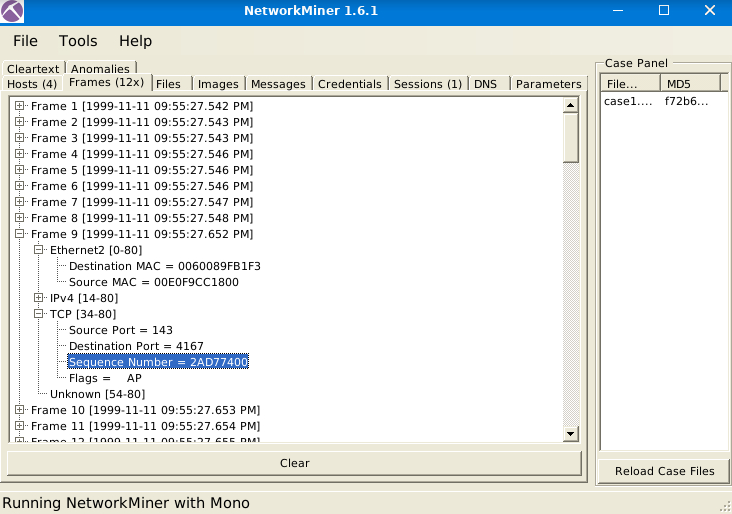 NetworkMiner 1.6.1
File Tools Help
Cleartext Anomalies
Hosts (4) Frames (12x) Files Images Messages Credentials Sessions (1) DNS Parameters
Frame 1 [1999-11-11 09:55:27.542 PM]
Frame 2 [1999-11-11 09:55:27.543 PM]
Frame 3 [1999-11-11 09:55:27.543 PM]
Frame 4 [1999-11-11 09:55:27.546 PM]
Frame 5 [1999-11-11 09:55:27.546 PM]
Frame 6 [1999-11-11 09:55:27.546 PM]
Frame 7 [1999-11-11 09:55:27.547 PM]
Frame 8 [1999-11-11 09:55:27.548 PM]
Frame 9 [1999-11-11 09:55:27.652 PM]
Ethernet2 [0-80]
Destination MAC = 0060089FB1F3
Source MAC = 00E0F9CC1800
IPv4 [14-80]
TCP [34-80]
Source Port = 143
Destination Port = 4167
Sequence Number = 2AD77400
Flags = AP
Unknown [54-80]
Frame 10 [1999-11-11 09:55:27.653 PM]
Frame 11 [1999-11-11 09:55:27.654 PM]
Frame 12 [1999-11-11 09:55:27.655 PM]
Clear
Case Panel
File... MD5
case1.... f72b6...
Reload Case Files
Running NetworkMiner with Mono